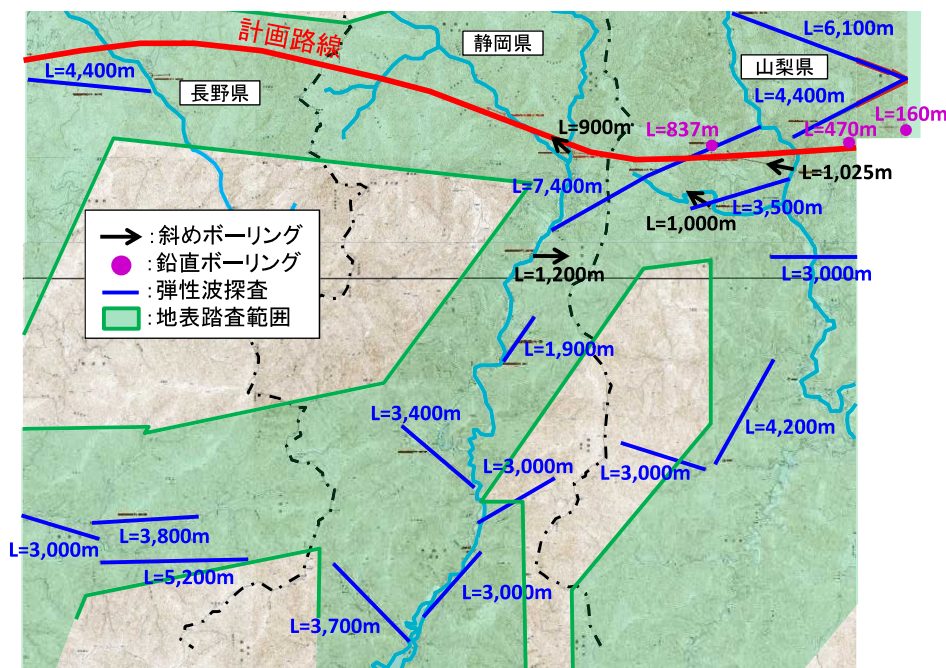 計画路線
静岡県
L=6,100m
山梨県
L=4,400m
長野県
L=4,400m
L=160m
L=900m
L=837m
L=470m
L=1,025m
L=7,400m
L=3,500m
L=1,000m
:斜めボーリング
:鉛直ボーリング
:弾性波探査
:地表踏査範囲
L=1,200m
L=3,000m
L=1,900m
L=3,400m
L=4,200m
L=3,000m
L=3,000m
L=3,800m
L=3,000m
L=5,200m
L=3,000m
L=3,700m